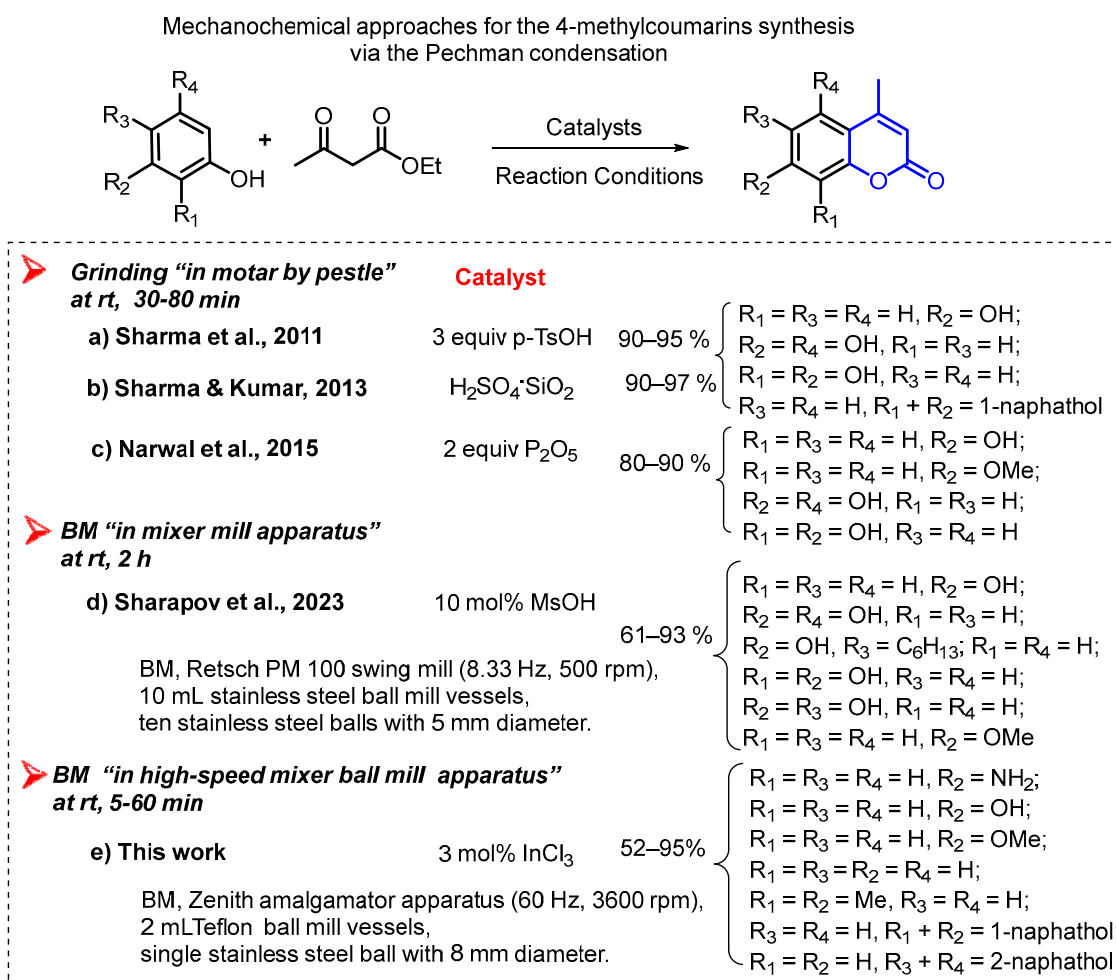 Mechanochemical approaches for the 4-methylcoumarins synthesis
via the Pechman condensation
R4
R3
R2
R1
OH
+
O
O
OEt
Catalysts
Reaction Conditions
R4
R3
R2
R1
O
O
Grinding “in motar by pestle”
at rt, 30-80 min
Catalyst
a) Sharma et al., 2011 3 equiv p-TsOH 90–95 %
b) Sharma & Kumar, 2013 H2SO4-SiO2 90–97 %
R1 = R3 = R4 = H, R2 = OH;
R2 = R4 = OH, R1 = R3 = H;
R1 = R2 = OH, R3 = R4 = H;
R3 = R4 = H, R1 + R2 = 1-naphathol
c) Narwal et al., 2015 2 equiv P2O5 80–90 %
R1 = R3 = R4 = H, R2 = OH;
R1 = R3 = R4 = H, R2 = OMe;
R2 = R4 = OH, R1 = R3 = H;
R1 = R2 = OH, R3 = R4 = H
BM “in mixer mill apparatus”
at rt, 2 h
d) Sharapov et al., 2023 10 mol% MsOH 61–93 %
BM, Retsch PM 100 swing mill (8.33 Hz, 500 rpm),
10 mL stainless steel ball mill vessels,
ten stainless steel balls with 5 mm diameter.
R1 = R3 = R4 = H, R2 = OH;
R2 = R4 = OH, R1 = R3 = H;
R2 = OH, R3 = C6H13; R1 = R4 = H;
R1 = R2 = OH, R3 = R4 = H;
R2 = R3 = OH, R1 = R4 = H;
R1 = R3 = R4 = H, R2 = OMe
BM “in high-speed mixer ball mill apparatus”
at rt, 5-60 min
e) This work 3 mol% InCl3 52–95%
BM, Zenith amalgamator apparatus (60 Hz, 3600 rpm),
2 mLTeflon ball mill vessels,
single stainless steel ball with 8 mm diameter.
R1 = R3 = R4 = H, R2 = NH2;
R1 = R3 = R4 = H, R2 = OH;
R1 = R3 = R4 = H, R2 = OMe;
R1 = R3 = R2 = R4 = H;
R1 = R2 = Me, R3 = R4 = H;
R3 = R4 = H, R1 + R2 = 1-naphathol
R1 = R2 = H, R3 + R4 = 2-naphathol